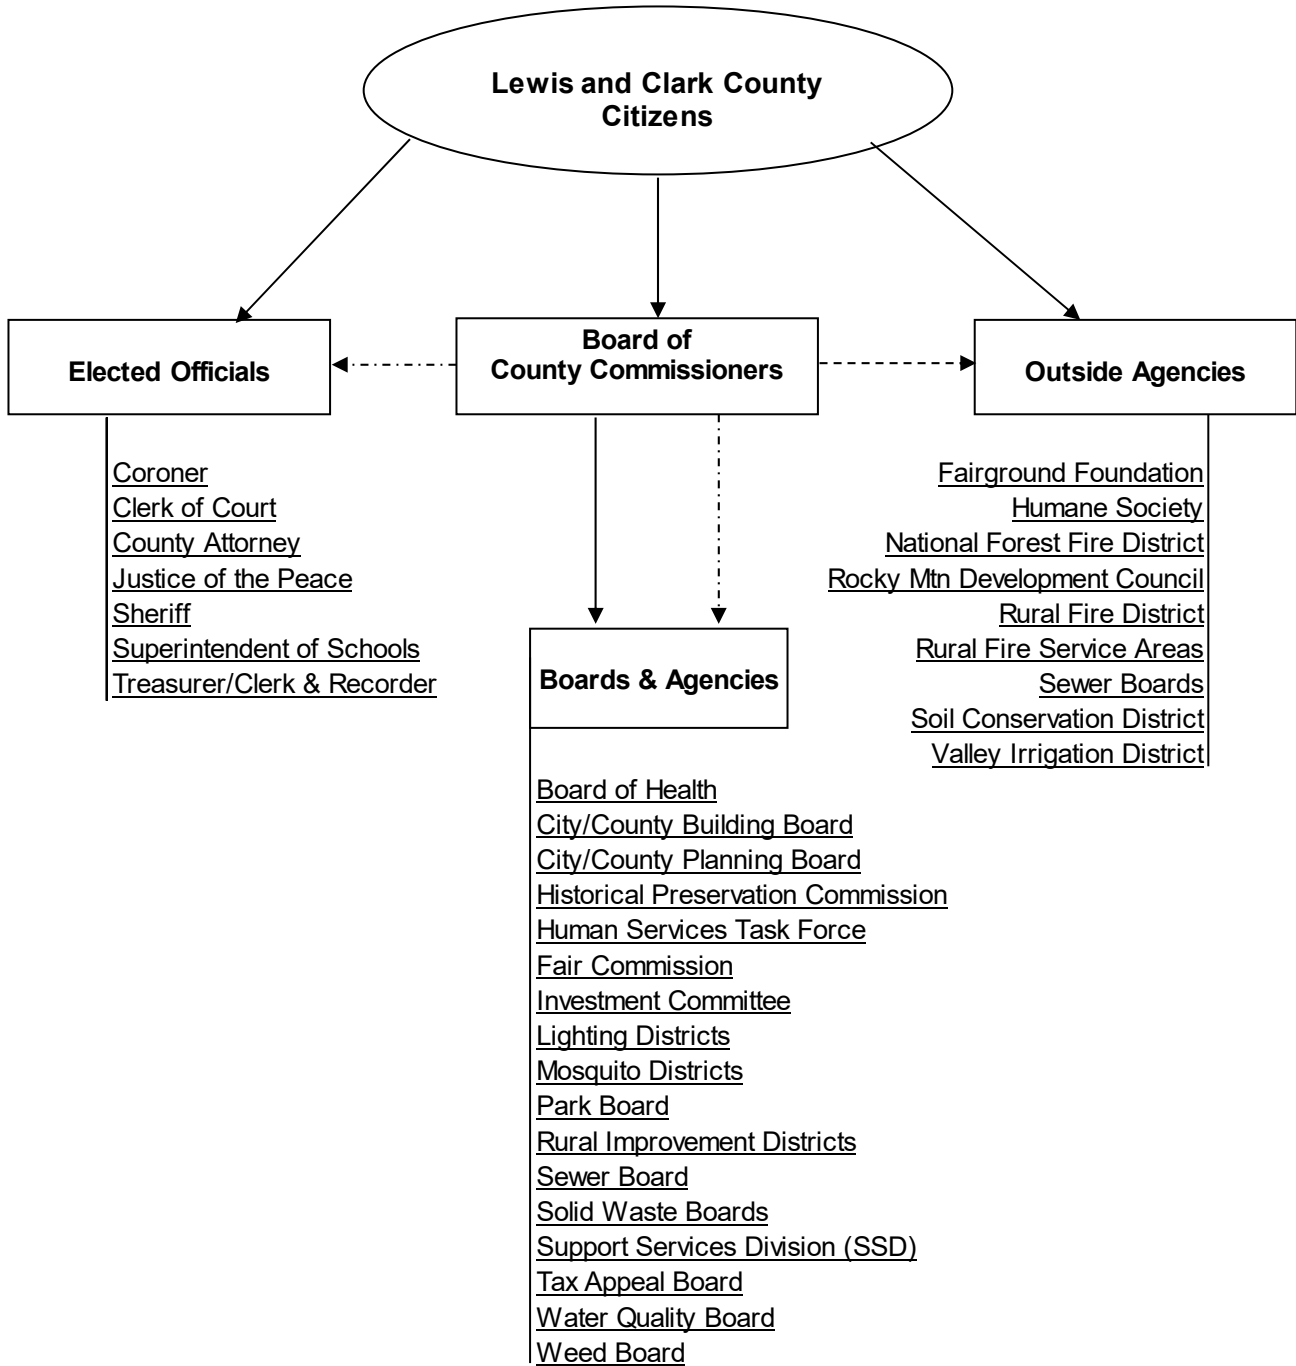 Lewis and Clark County
Citizens
Elected Officials
Board of
County Commissioners
Outside Agencies
Coroner
Clerk of Court
County Attorney
Justice of the Peace
Sheriff
Superintendent of Schools
Treasurer/Clerk & Recorder
Fairground Foundation
Humane Society
National Forest Fire District
Rocky Mtn Development Council
Rural Fire District
Rural Fire Service Areas
Sewer Boards
Soil Conservation District
Valley Irrigation District
Boards & Agencies
Board of Health
City/County Building Board
City/County Planning Board
Historical Preservation Commission
Human Services Task Force
Fair Commission
Investment Committee
Lighting Districts
Mosquito Districts
Park Board
Rural Improvement Districts
Sewer Board
Solid Waste Boards
Support Services Division (SSD)
Tax Appeal Board
Water Quality Board
Weed Board